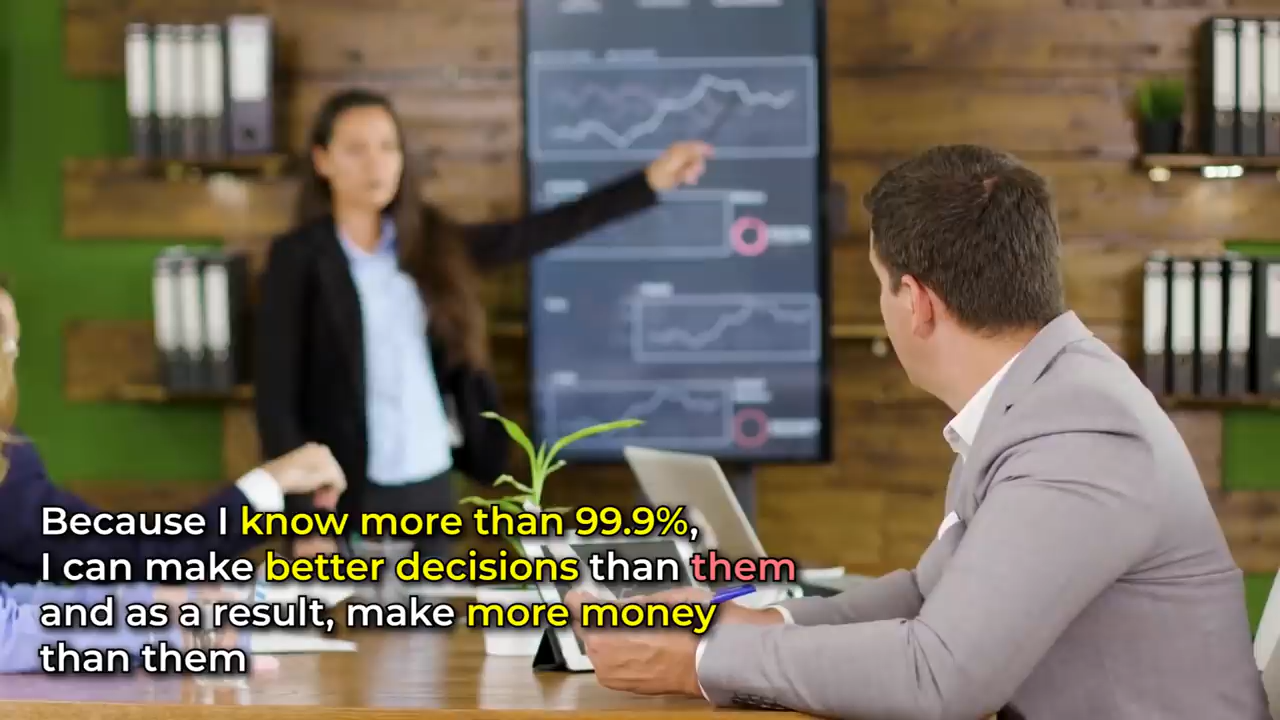 Because I know more than 99.9%,
I can make better decisions than them
and as a result, make more money
than them